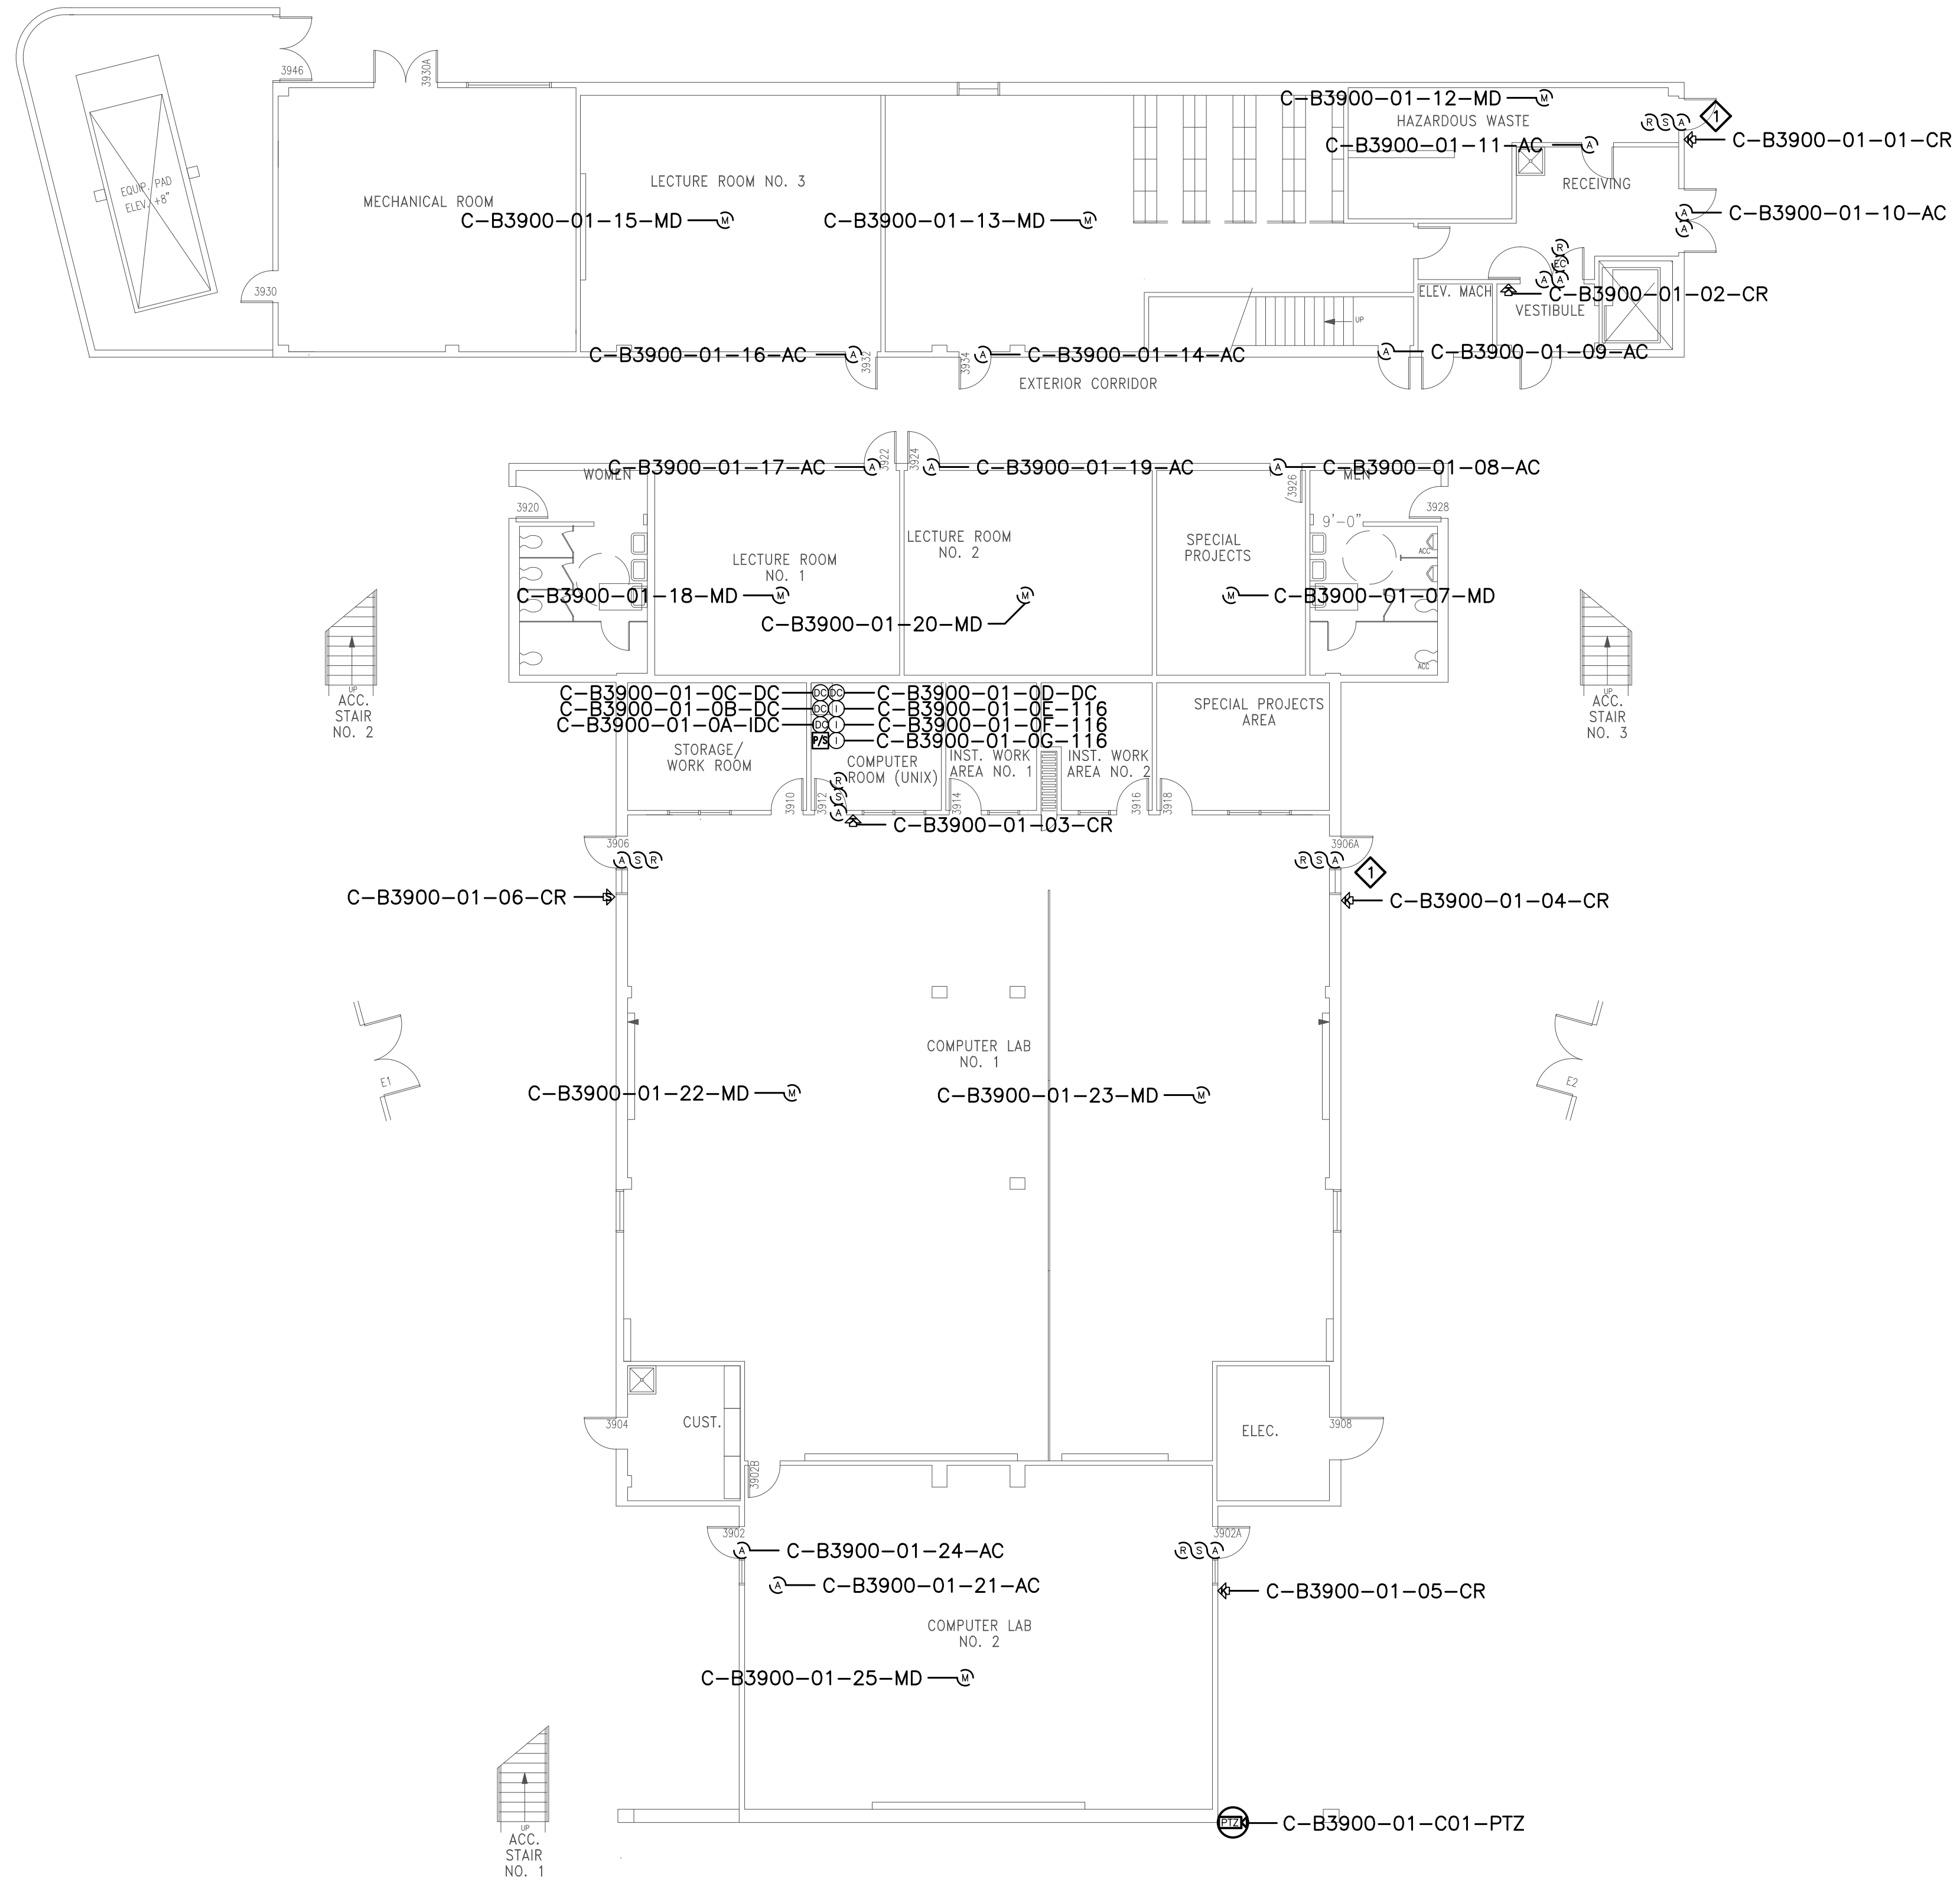 3946
3930A
C-B3900-01-12-MD
M
HAZARDOUS WASTE
R S A
1
C-B3900-01-01-CR
C-B3900-01-11-AC
A
EQUIP. PAD
ELEV. +8"
MECHANICAL ROOM
LECTURE ROOM NO. 3
RECEIVING
C-B3900-01-15-MD
M
C-B3900-01-13-MD
M
A
C-B3900-01-10-AC
A
R
EC
A A
3930
ELEV. MACH
C-B3900-01-02-CR
VESTIBULE
UP
C-B3900-01-16-AC
A
3932
3934
A
C-B3900-01-14-AC
A
C-B3900-01-09-AC
EXTERIOR CORRIDOR
WOMEN
C-B3900-01-17-AC
A
3922
3924
A
C-B3900-01-19-AC
A
C-B3900-01-08-AC
MEN
3920
3926
3928
9'-0"
LECTURE ROOM
NO. 1
LECTURE ROOM
NO. 2
SPECIAL
PROJECTS
ACC
C-B3900-01-18-MD
M
C-B3900-01-20-MD
M
M
C-B3900-01-07-MD
ACC
UP
ACC.
STAIR
NO. 2
UP
ACC.
STAIR
NO. 3
C-B3900-01-0C-DC
DC DC
C-B3900-01-0D-DC
C-B3900-01-0B-DC
DC I
C-B3900-01-0E-116
C-B3900-01-0A-IDC
DC I
C-B3900-01-0F-116
P/S I
C-B3900-01-0G-116
STORAGE/
WORK ROOM
COMPUTER
ROOM (UNIX)
INST. WORK
AREA NO. 1
INST. WORK
AREA NO. 2
SPECIAL PROJECTS
AREA
R
S
A
3910
3912
3914
3916
3918
C-B3900-01-03-CR
3906
A S R
3906A
R S A
1
C-B3900-01-06-CR
S
C-B3900-01-04-CR
COMPUTER LAB
NO. 1
E1
E2
C-B3900-01-22-MD
M
C-B3900-01-23-MD
M
3904
CUST.
ELEC.
3908
3902B
3902
3902A
A
C-B3900-01-24-AC
R S A
A
C-B3900-01-21-AC
C-B3900-01-05-CR
COMPUTER LAB
NO. 2
C-B3900-01-25-MD
M
UP
ACC.
STAIR
NO. 1
PTZ
C-B3900-01-C01-PTZ